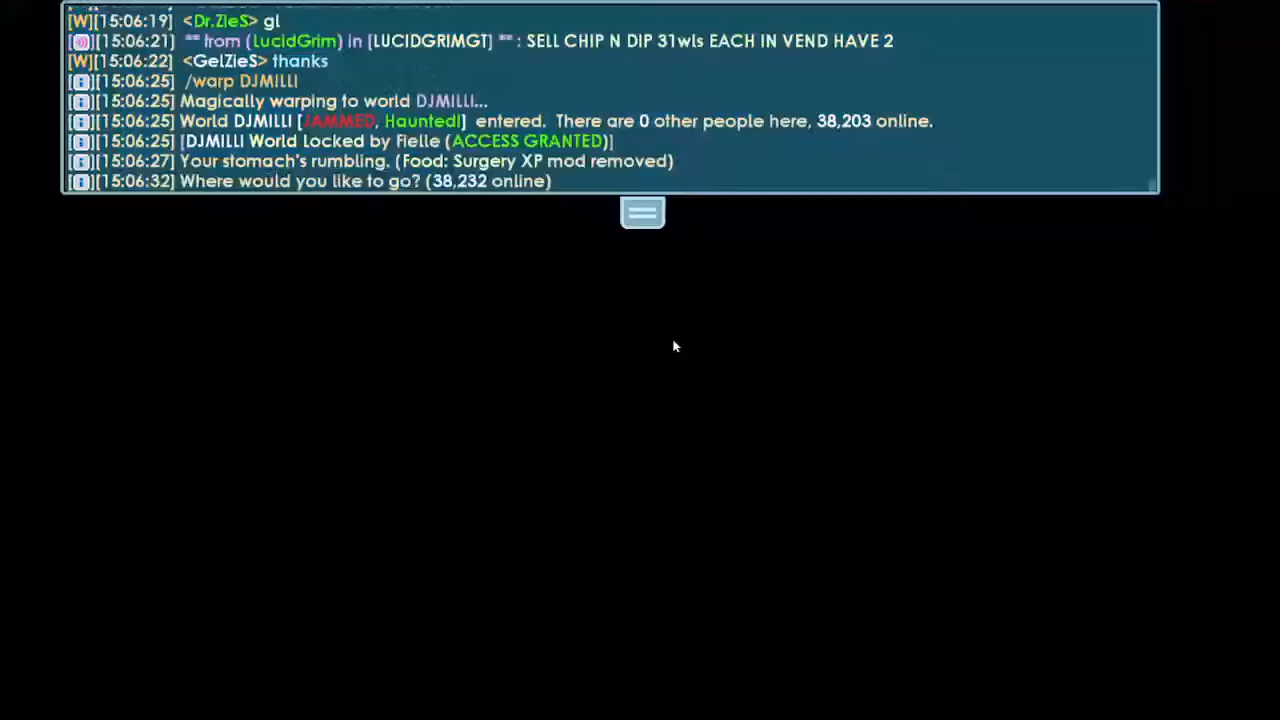 [W][15:06:19] <Dr.ZieS> gl
[15:06:21] ** from (LucidGrim) in [LUCIDGRIMGT] ** : SELL CHIP N DIP 31wls EACH IN VEND HAVE 2
[W][15:06:22] <GelZieS> thanks
[i][15:06:25] /warp DJMILLI
[i][15:06:25] Magically warping to world DJMILLI...
[i][15:06:25] World DJMILLI [JAMMED, Haunted!] entered. There are 0 other people here, 38,203 online.
[i][15:06:25] [DJMILLI World Locked by Fielle (ACCESS GRANTED)]
[i][15:06:27] Your stomach's rumbling. (Food: Surgery XP mod removed)
[i][15:06:32] Where would you like to go? (38,232 online)